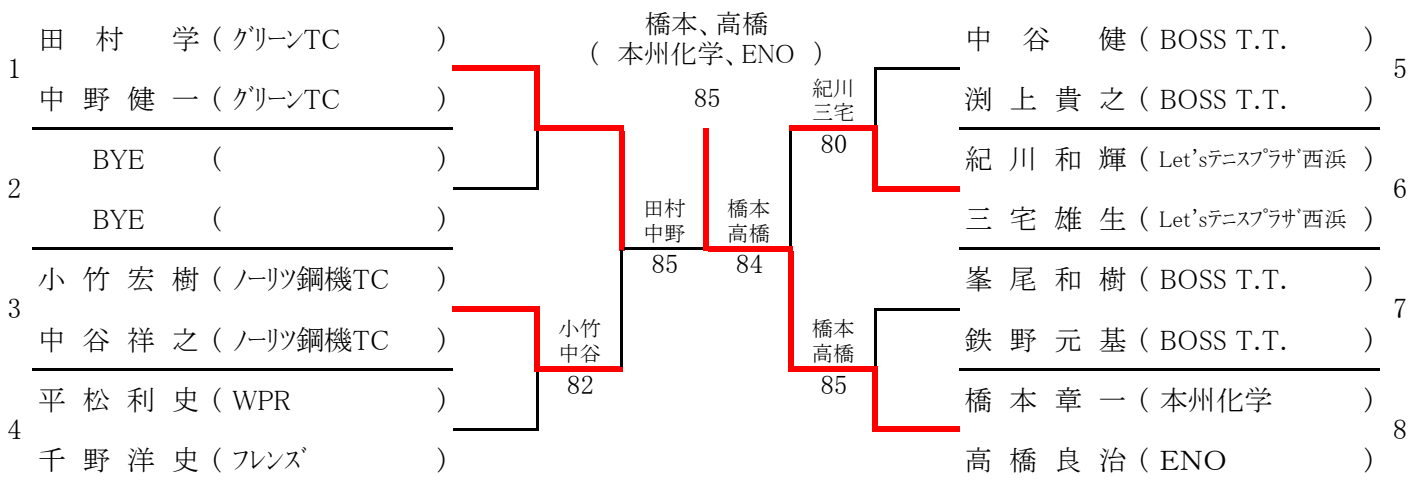 田 村 学 ( グリーンTC )
1
中 野 健 一 ( グリーンTC )
BYE ( )
2
BYE ( )
小 竹 宏 樹 ( ノーリツ鋼機TC )
3
中 谷 祥 之 ( ノーリツ鋼機TC )
平 松 利 史 ( WPR )
4
千 野 洋 史 ( フレンズ )
橋本、高橋
( 本州化学、ENO )
85
田村
中野
85
小竹
中谷
82
橋本
高橋
84
紀川
三宅
80
橋本
高橋
85
中 谷 健 ( BOSS T.T. )
5
渕 上 貴 之 ( BOSS T.T. )
紀 川 和 輝 ( Let'sテニスプラザ西浜 )
6
三 宅 雄 生 ( Let'sテニスプラザ西浜 )
峯 尾 和 樹 ( BOSS T.T. )
7
鉄 野 元 基 ( BOSS T.T. )
橋 本 章 一 ( 本州化学 )
8
高 橋 良 治 ( ENO )